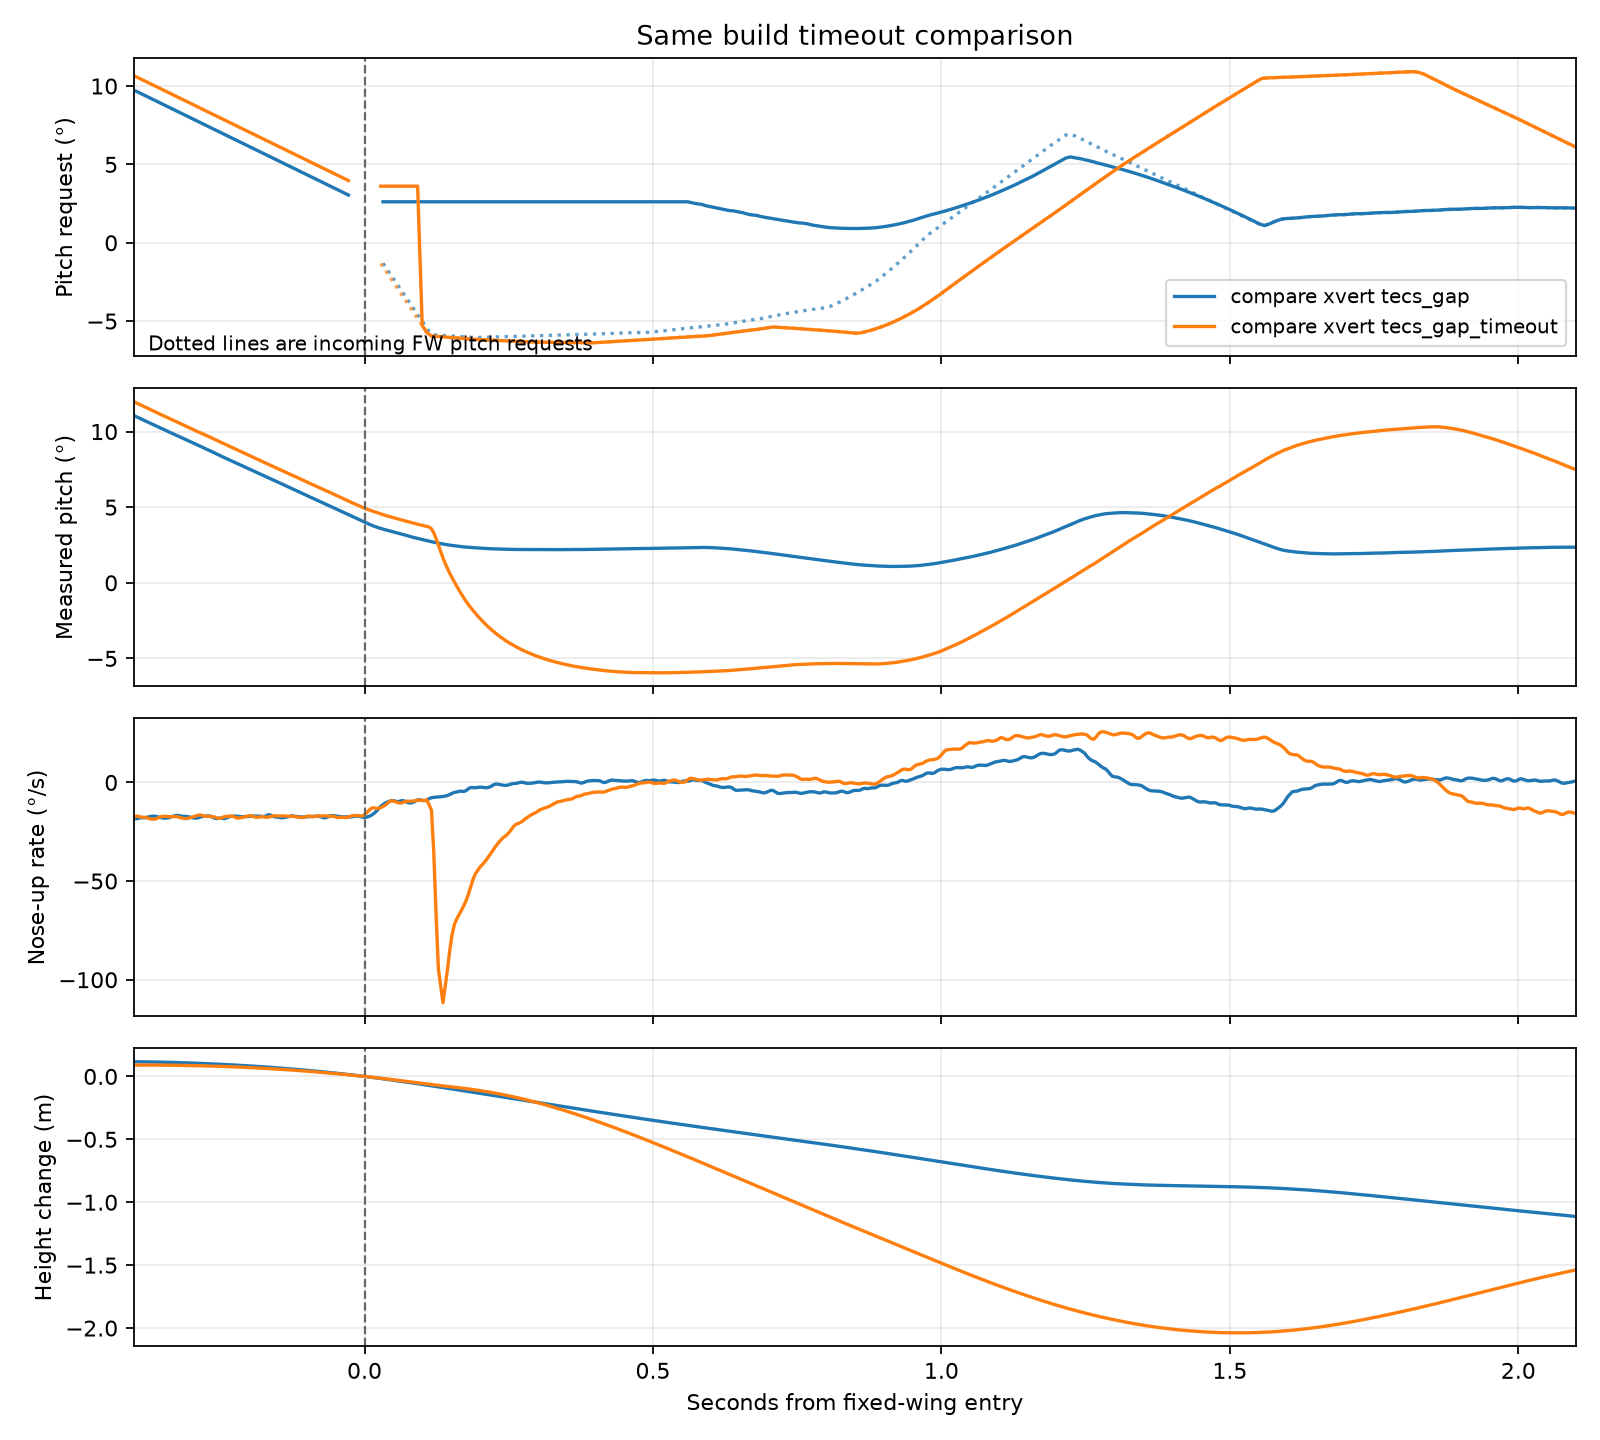 Same build timeout comparison
Pitch request (°)
10
5
0
−5
compare xvert tecs_gap
compare xvert tecs_gap_timeout
Dotted lines are incoming FW pitch requests
Measured pitch (°)
10
5
0
−5
Nose-up rate (°/s)
0
−50
−100
Height change (m)
0.0
−0.5
−1.0
−1.5
−2.0
0.0 0.5 1.0 1.5 2.0
Seconds from fixed-wing entry